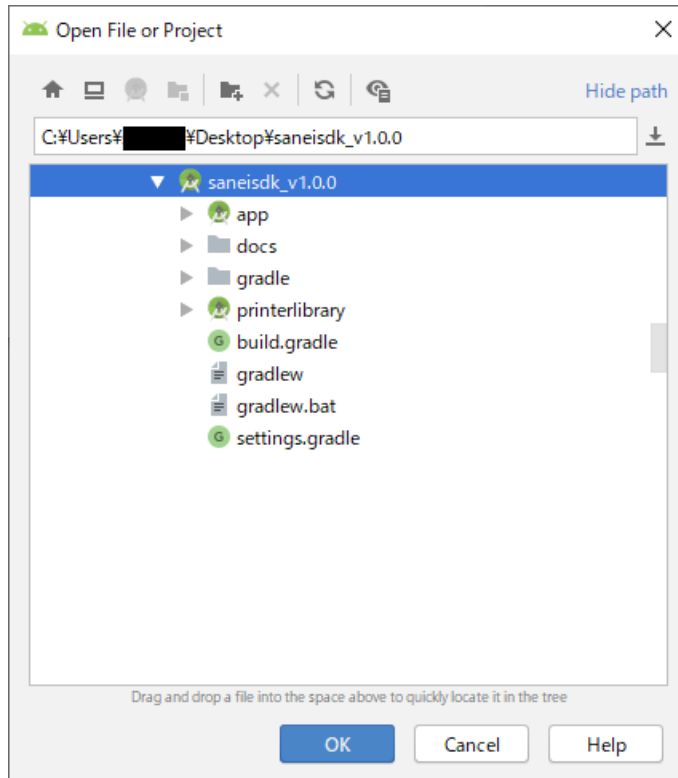 Open File or Project
Hide path
C:¥Users¥ ¥Desktop¥saneisdk_v1.0.0
saneisdk_v1.0.0
app
docs
gradle
printerlibrary
G build.gradle
gradlew
gradlew.bat
G settings.gradle
Drag and drop a file into the space above to quickly locate it in the tree
OK Cancel Help